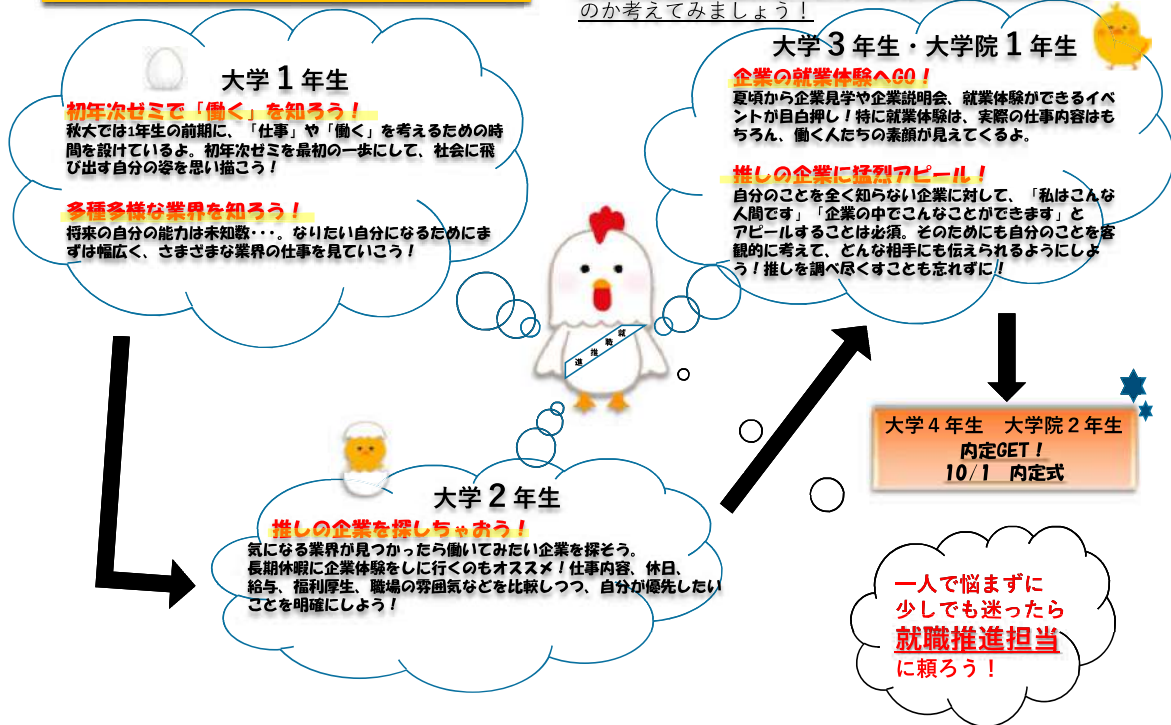 のか考えてみましょう！
大学１年生
初年次ゼミで「働く」を知ろう！
秋大では1年生の前期に、「仕事」や「働く」を考えるための時
間を設けているよ。初年次ゼミを最初の一歩にして、社会に飛
び出す自分の姿を思い描こう！
多種多様な業界を知ろう！
将来の自分の能力は未知数・・・。なりたい自分になるためにま
ずは幅広く、さまざまな業界の仕事を見ていこう！
大学３年生・大学院１年生
企業の就業体験へGO！
夏頃から企業見学や企業説明会、就業体験ができるイベ
ントが目白押し！特に就業体験は、実際の仕事内容はも
ちろん、働く人たちの素顔が見えてくるよ。
推しの企業に猛烈アピール！
自分のことを全く知らない企業に対して、「私はこんな
人間です」「企業の中でこんなことができます」と
アピールすることは必須。そのためにも自分のことを客
観的に考えて、どんな相手にも伝えられるようにしよ
う！推しを調べ尽くすことも忘れずに！
就職推進
大学２年生
推しの企業を探しちゃおう！
気になる業界が見つかったら働いてみたい企業を探そう。
長期休暇に企業体験をしに行くのもオススメ！仕事内容、休日、
給与、福利厚生、職場の雰囲気などを比較しつつ、自分が優先したい
ことを明確にしよう！
大学４年生　大学院２年生
内定GET！
10/1　内定式
一人で悩まずに
少しでも迷ったら
就職推進担当
に頼ろう！